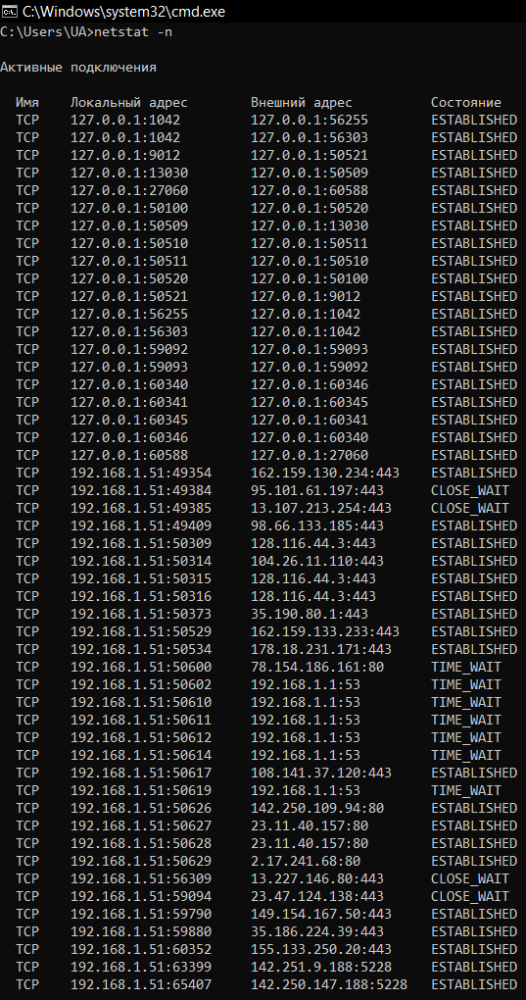 C:\Windows\system32\cmd.exe
C:\Users\UA>netstat -n
Активные подключения
Имя Локальный адрес Внешний адрес Состояние
TCP 127.0.0.1:1042 127.0.0.1:56255 ESTABLISHED
TCP 127.0.0.1:1042 127.0.0.1:56303 ESTABLISHED
TCP 127.0.0.1:9012 127.0.0.1:50521 ESTABLISHED
TCP 127.0.0.1:13030 127.0.0.1:50509 ESTABLISHED
TCP 127.0.0.1:27060 127.0.0.1:60588 ESTABLISHED
TCP 127.0.0.1:50100 127.0.0.1:50520 ESTABLISHED
TCP 127.0.0.1:50509 127.0.0.1:13030 ESTABLISHED
TCP 127.0.0.1:50510 127.0.0.1:50511 ESTABLISHED
TCP 127.0.0.1:50511 127.0.0.1:50510 ESTABLISHED
TCP 127.0.0.1:50520 127.0.0.1:50100 ESTABLISHED
TCP 127.0.0.1:50521 127.0.0.1:9012 ESTABLISHED
TCP 127.0.0.1:56255 127.0.0.1:1042 ESTABLISHED
TCP 127.0.0.1:56303 127.0.0.1:1042 ESTABLISHED
TCP 127.0.0.1:59092 127.0.0.1:59093 ESTABLISHED
TCP 127.0.0.1:59093 127.0.0.1:59092 ESTABLISHED
TCP 127.0.0.1:60340 127.0.0.1:60346 ESTABLISHED
TCP 127.0.0.1:60341 127.0.0.1:60345 ESTABLISHED
TCP 127.0.0.1:60345 127.0.0.1:60341 ESTABLISHED
TCP 127.0.0.1:60346 127.0.0.1:60340 ESTABLISHED
TCP 127.0.0.1:60588 127.0.0.1:27060 ESTABLISHED
TCP 192.168.1.51:49354 162.159.130.234:443 ESTABLISHED
TCP 192.168.1.51:49384 95.101.61.197:443 CLOSE_WAIT
TCP 192.168.1.51:49385 13.107.213.254:443 CLOSE_WAIT
TCP 192.168.1.51:49409 98.66.133.185:443 ESTABLISHED
TCP 192.168.1.51:50309 128.116.44.3:443 ESTABLISHED
TCP 192.168.1.51:50314 104.26.11.110:443 ESTABLISHED
TCP 192.168.1.51:50315 128.116.44.3:443 ESTABLISHED
TCP 192.168.1.51:50316 128.116.44.3:443 ESTABLISHED
TCP 192.168.1.51:50373 35.190.80.1:443 ESTABLISHED
TCP 192.168.1.51:50529 162.159.133.233:443 ESTABLISHED
TCP 192.168.1.51:50534 178.18.231.171:443 ESTABLISHED
TCP 192.168.1.51:50600 78.154.186.161:80 TIME_WAIT
TCP 192.168.1.51:50602 192.168.1.1:53 TIME_WAIT
TCP 192.168.1.51:50610 192.168.1.1:53 TIME_WAIT
TCP 192.168.1.51:50611 192.168.1.1:53 TIME_WAIT
TCP 192.168.1.51:50612 192.168.1.1:53 TIME_WAIT
TCP 192.168.1.51:50614 192.168.1.1:53 TIME_WAIT
TCP 192.168.1.51:50617 108.141.37.120:443 ESTABLISHED
TCP 192.168.1.51:50619 192.168.1.1:53 TIME_WAIT
TCP 192.168.1.51:50626 142.250.109.94:80 ESTABLISHED
TCP 192.168.1.51:50627 23.11.40.157:80 ESTABLISHED
TCP 192.168.1.51:50628 23.11.40.157:80 ESTABLISHED
TCP 192.168.1.51:50629 2.17.241.68:80 ESTABLISHED
TCP 192.168.1.51:56309 13.227.146.80:443 CLOSE_WAIT
TCP 192.168.1.51:59094 23.47.124.138:443 CLOSE_WAIT
TCP 192.168.1.51:59790 149.154.167.50:443 ESTABLISHED
TCP 192.168.1.51:59880 35.186.224.39:443 ESTABLISHED
TCP 192.168.1.51:60352 155.133.250.20:443 ESTABLISHED
TCP 192.168.1.51:63399 142.251.9.188:5228 ESTABLISHED
TCP 192.168.1.51:65407 142.250.147.188:5228 ESTABLISHED